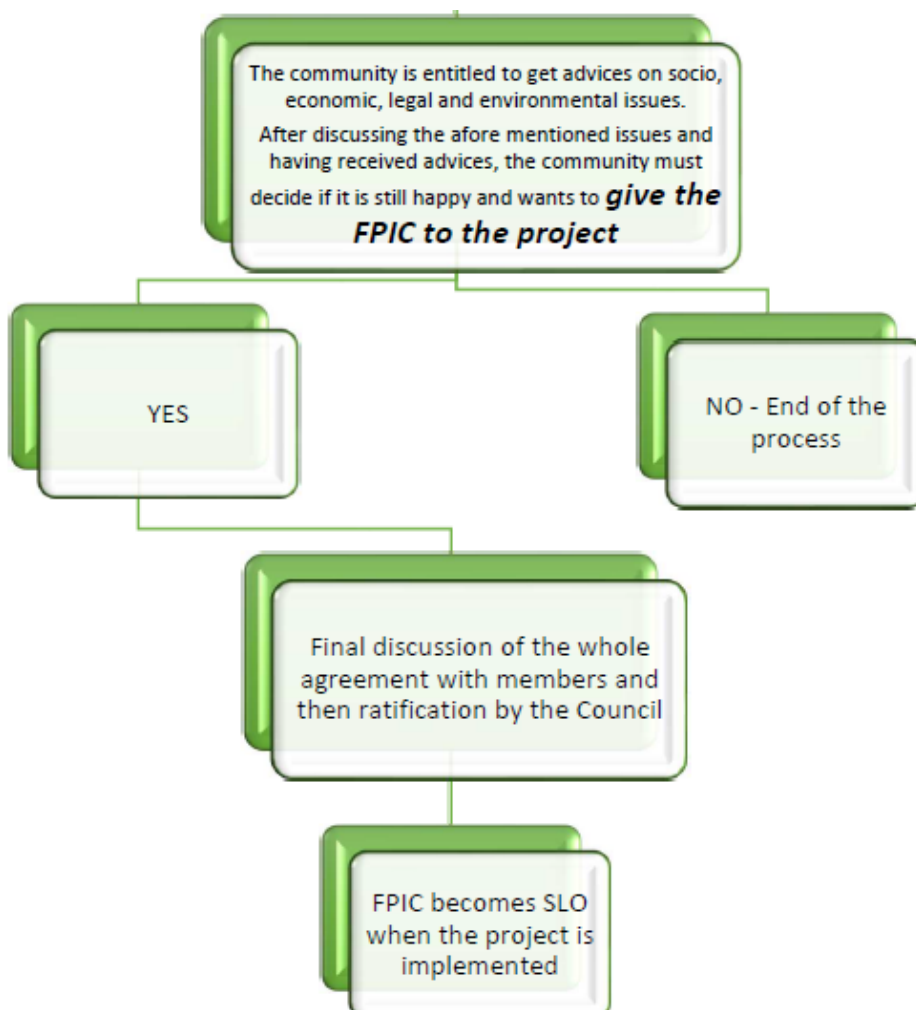 The community is entitled to get advices on socio,
economic, legal and environmental issues.
After discussing the afore mentioned issues and
having received advices, the community must
decide if it is still happy and wants to give the
FPIC to the project
YES
NO - End of the
process
Final discussion of the whole
agreement with members and
then ratification by the Council
FPIC becomes SLO
when the project is
implemented